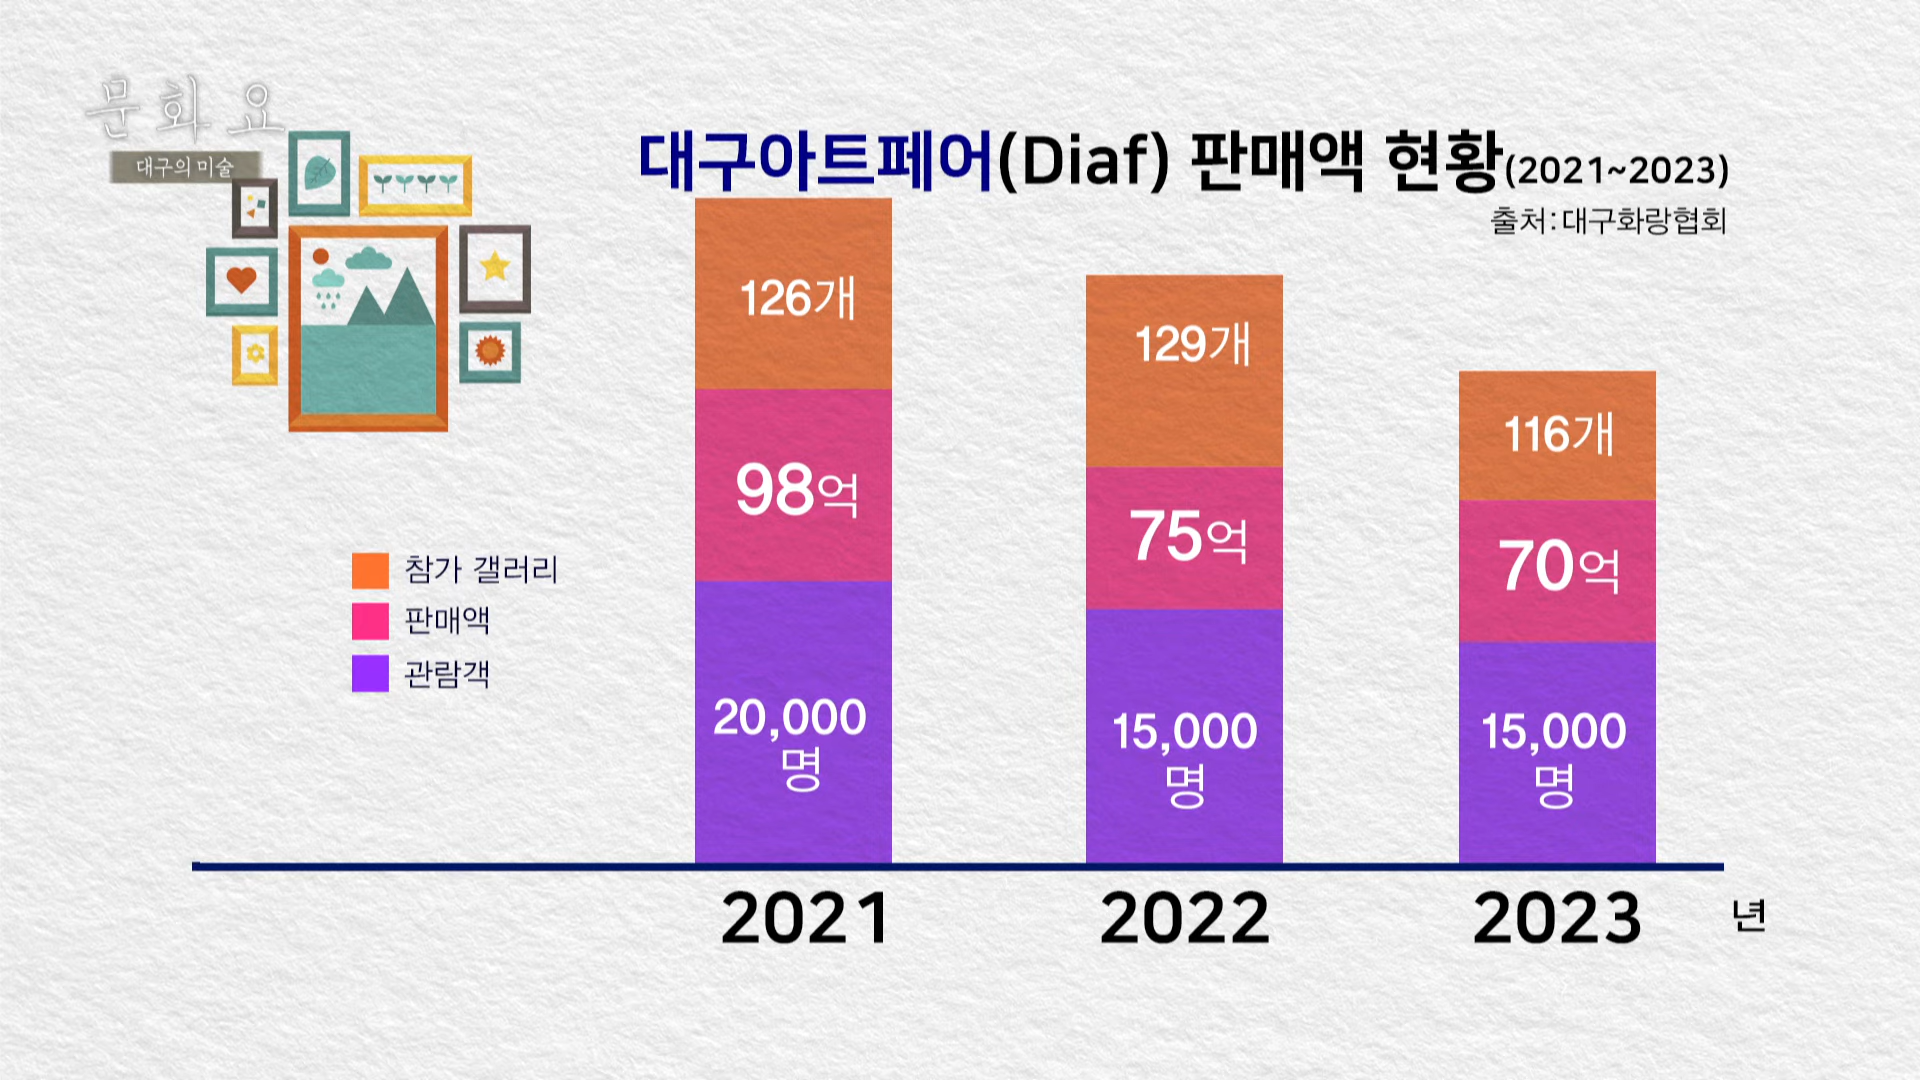 문화요
대구의 미술
대구아트페어(Diaf) 판매액 현황(2021~2023)
출처:대구화랑협회
참가 갤러리
판매액
관람객
126개
98억
20,000
명
129개
75억
15,000
명
116개
70억
15,000
명
2021
2022
2023
년